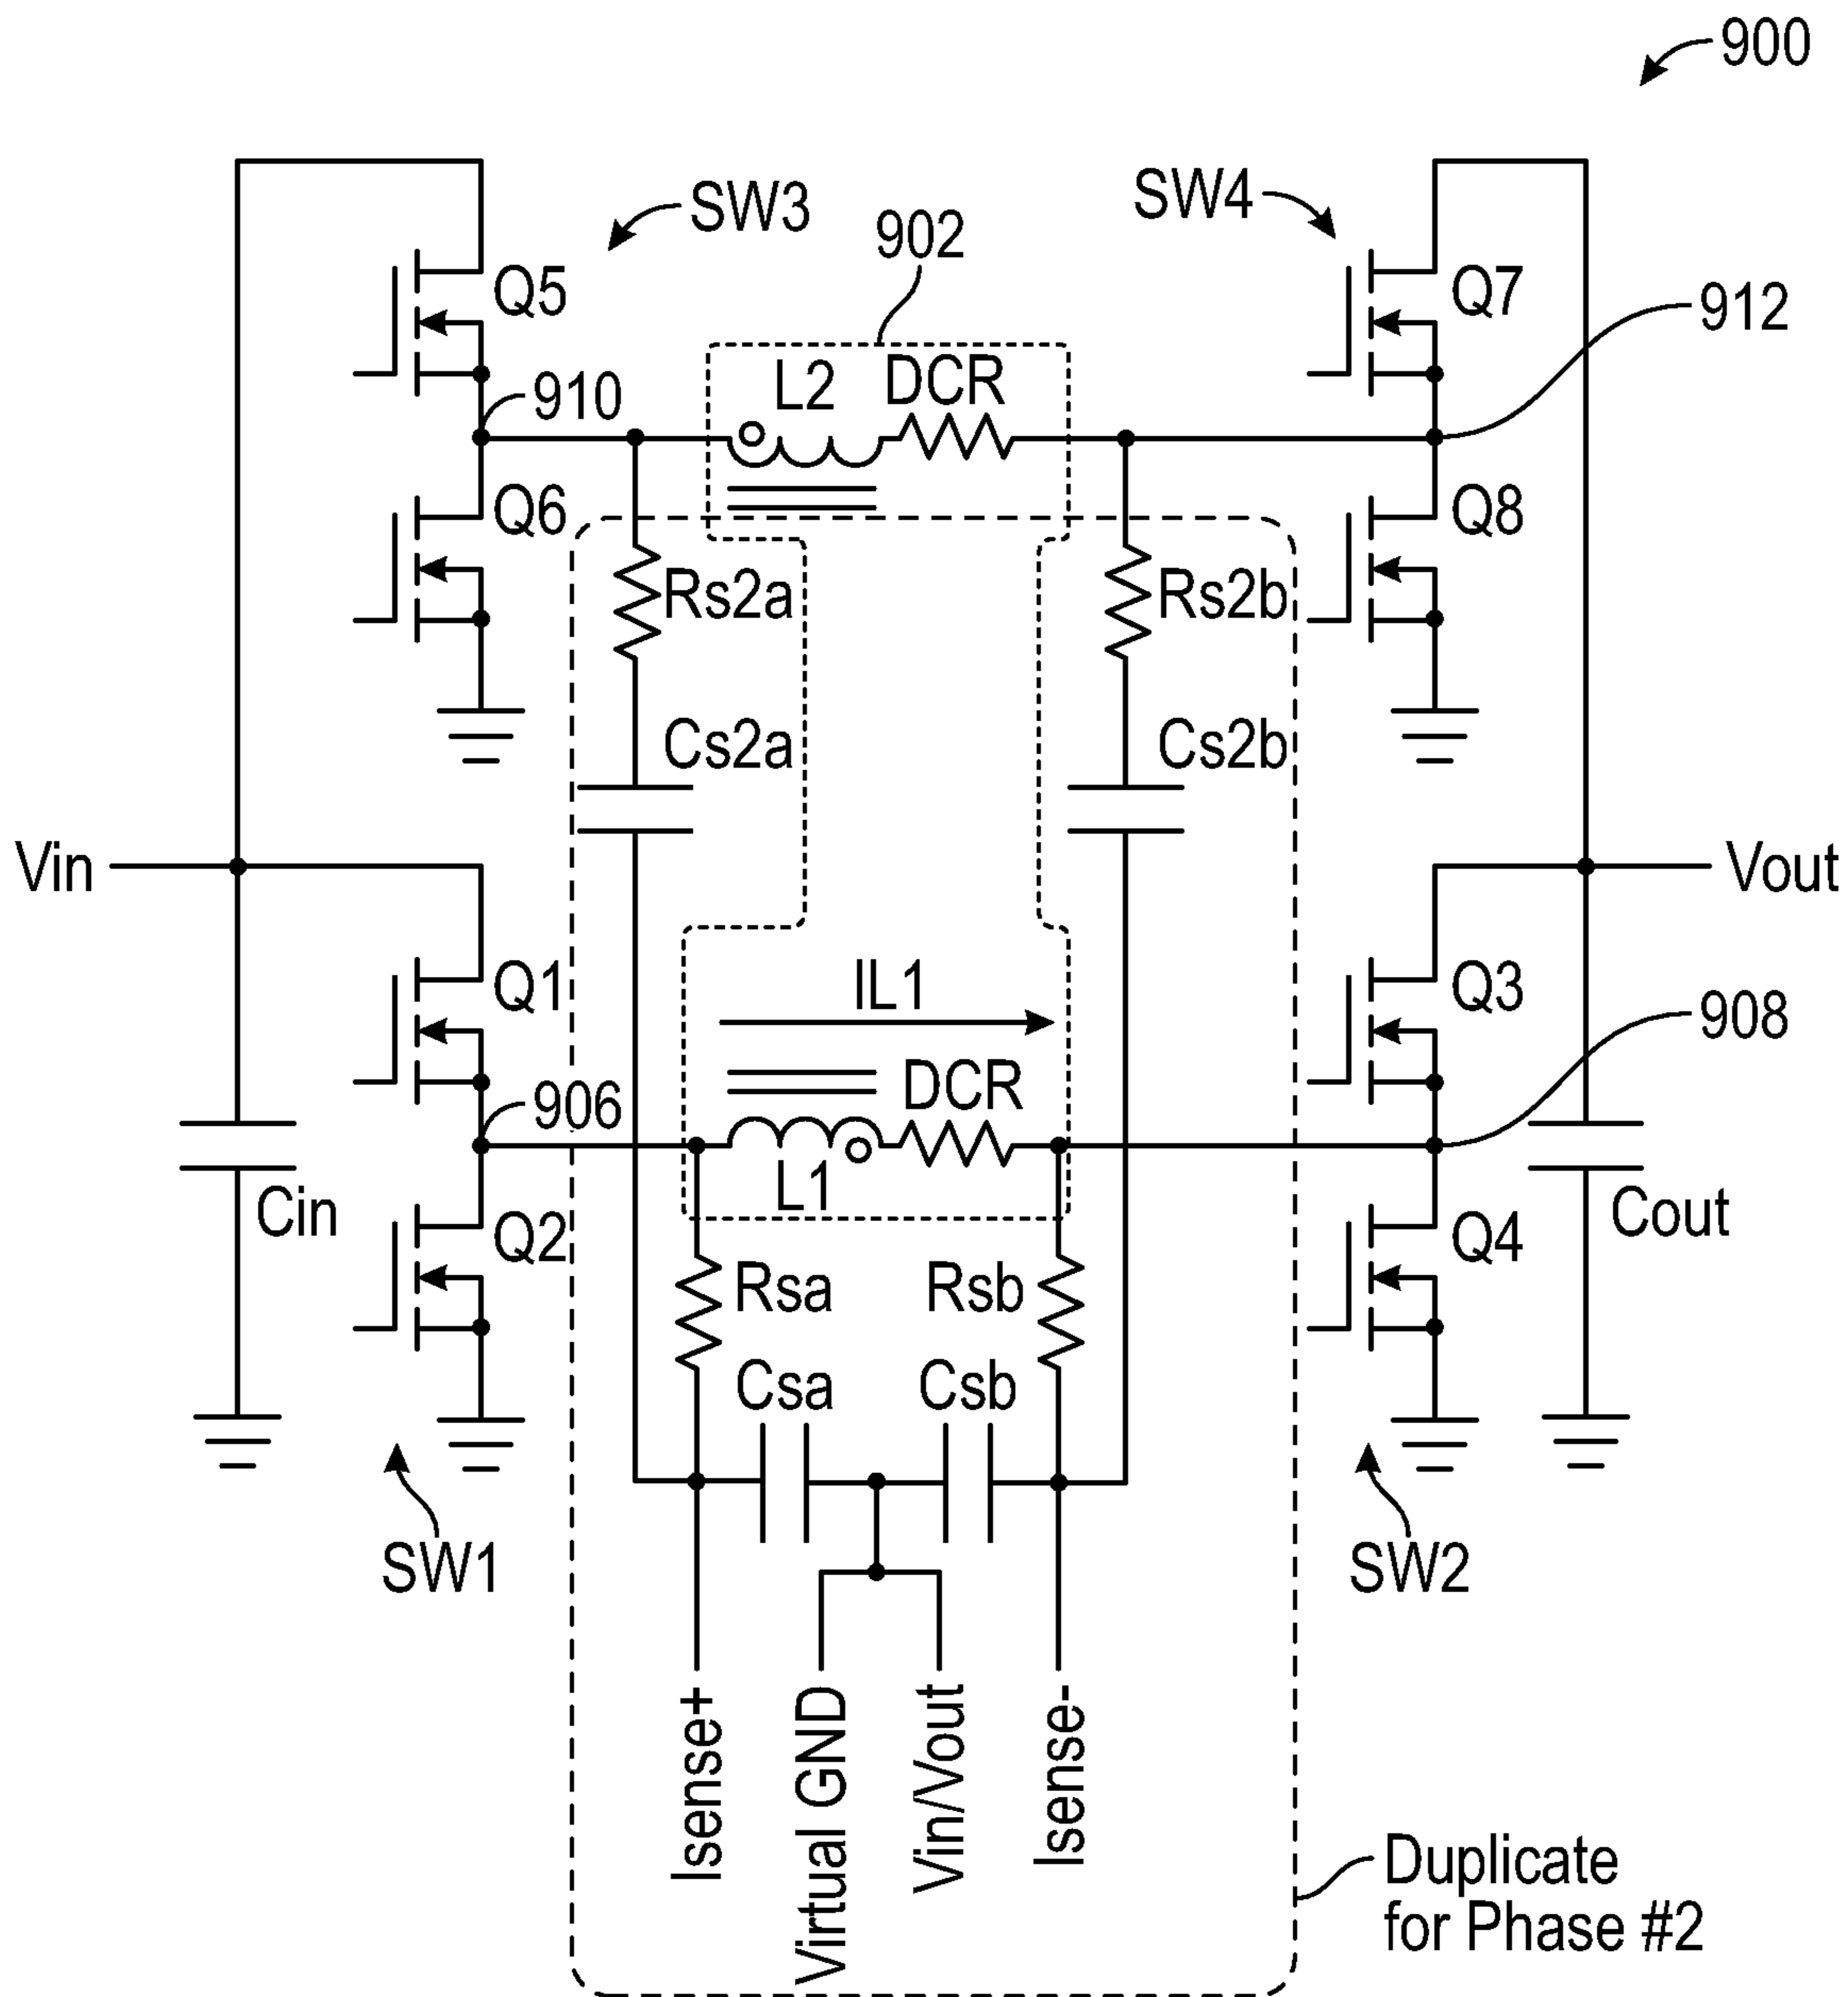 900
SW3
SW4
902
Q5
Q7
912
910
L2
DCR
Q6
Q8
Rs2a
Rs2b
Cs2a
Cs2b
Vin
Vout
Q1
IL1
Q3
908
906
DCR
L1
Cin
Q2
Q4
Cout
Rsa
Rsb
Csa
Csb
SW1
SW2
Isense+
Virtual GND
Vin/Vout
Isense-
Duplicate
for Phase #2